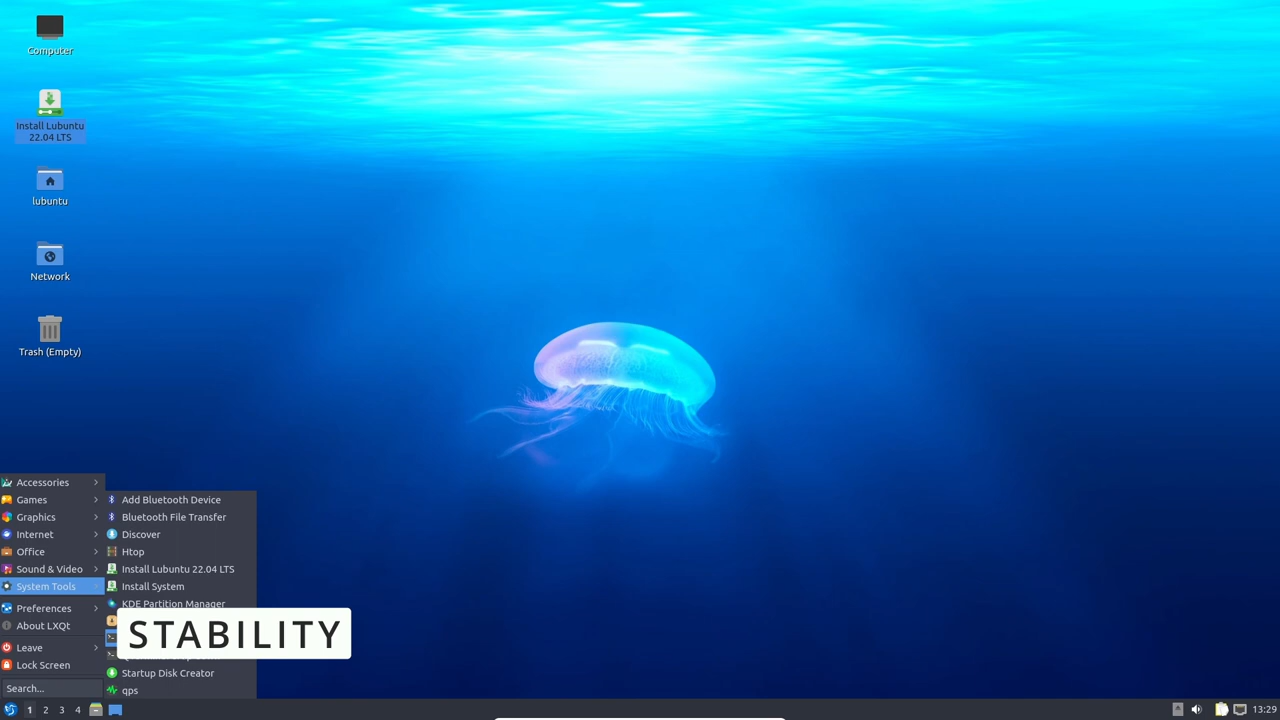 Computer
Install Lubuntu
22.04 LTS
lubuntu
Network
Trash (Empty)
Accessories
Games
Graphics
Internet
Office
Sound & Video
System Tools
Preferences
About LXQt
Leave
Lock Screen
Search...
Add Bluetooth Device
Bluetooth File Transfer
Discover
Htop
Install Lubuntu 22.04 LTS
Install System
KDE Partition Manager
STABILITY
Startup Disk Creator
qps
1 2 3 4
13:29